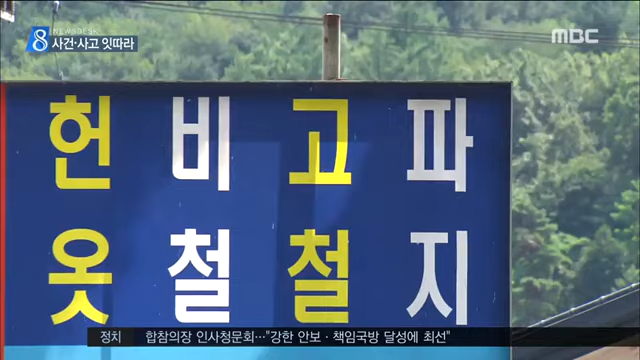 8 NEWSDESK
사건·사고 잇따라
MBC
헌 비 고 파
옷 철 철 지
정치 합참의장 인사청문회…"강한 안보·책임국방 달성에 최선"